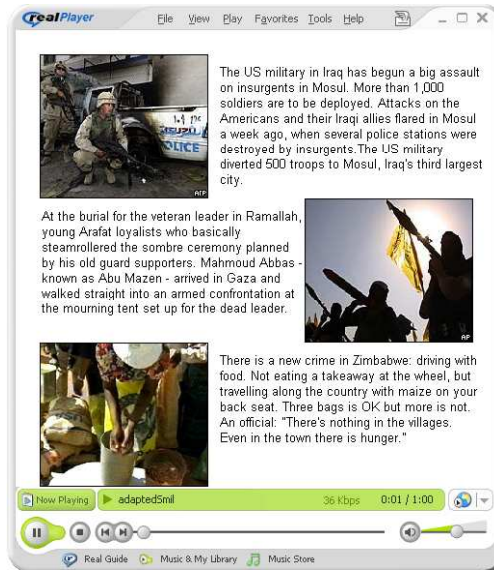 realPlayer File View Play Favorites Tools Help
The US military in Iraq has begun a big assault
on insurgents in Mosul. More than 1,000
soldiers are to be deployed. Attacks on the
Americans and their Iraqi allies flared in Mosul
a week ago, when several police stations were
destroyed by insurgents.The US military
diverted 500 troops to Mosul, Iraq's third largest
city.
POLICE
AFP
At the burial for the veteran leader in Ramallah,
young Arafat loyalists who basically
steamrollered the sombre ceremony planned
by his old guard supporters. Mahmoud Abbas -
known as Abu Mazen - arrived in Gaza and
walked straight into an armed confrontation at
the mourning tent set up for the dead leader.
AP
There is a new crime in Zimbabwe: driving with
food. Not eating a takeaway at the wheel, but
travelling along the country with maize on your
back seat. Three bags is OK but more is not.
An official: "There's nothing in the villages.
Even in the town there is hunger."
Now Playing adaptedSmil 36 Kbps 0:01 / 1:00
Real Guide Music & My Library Music Store